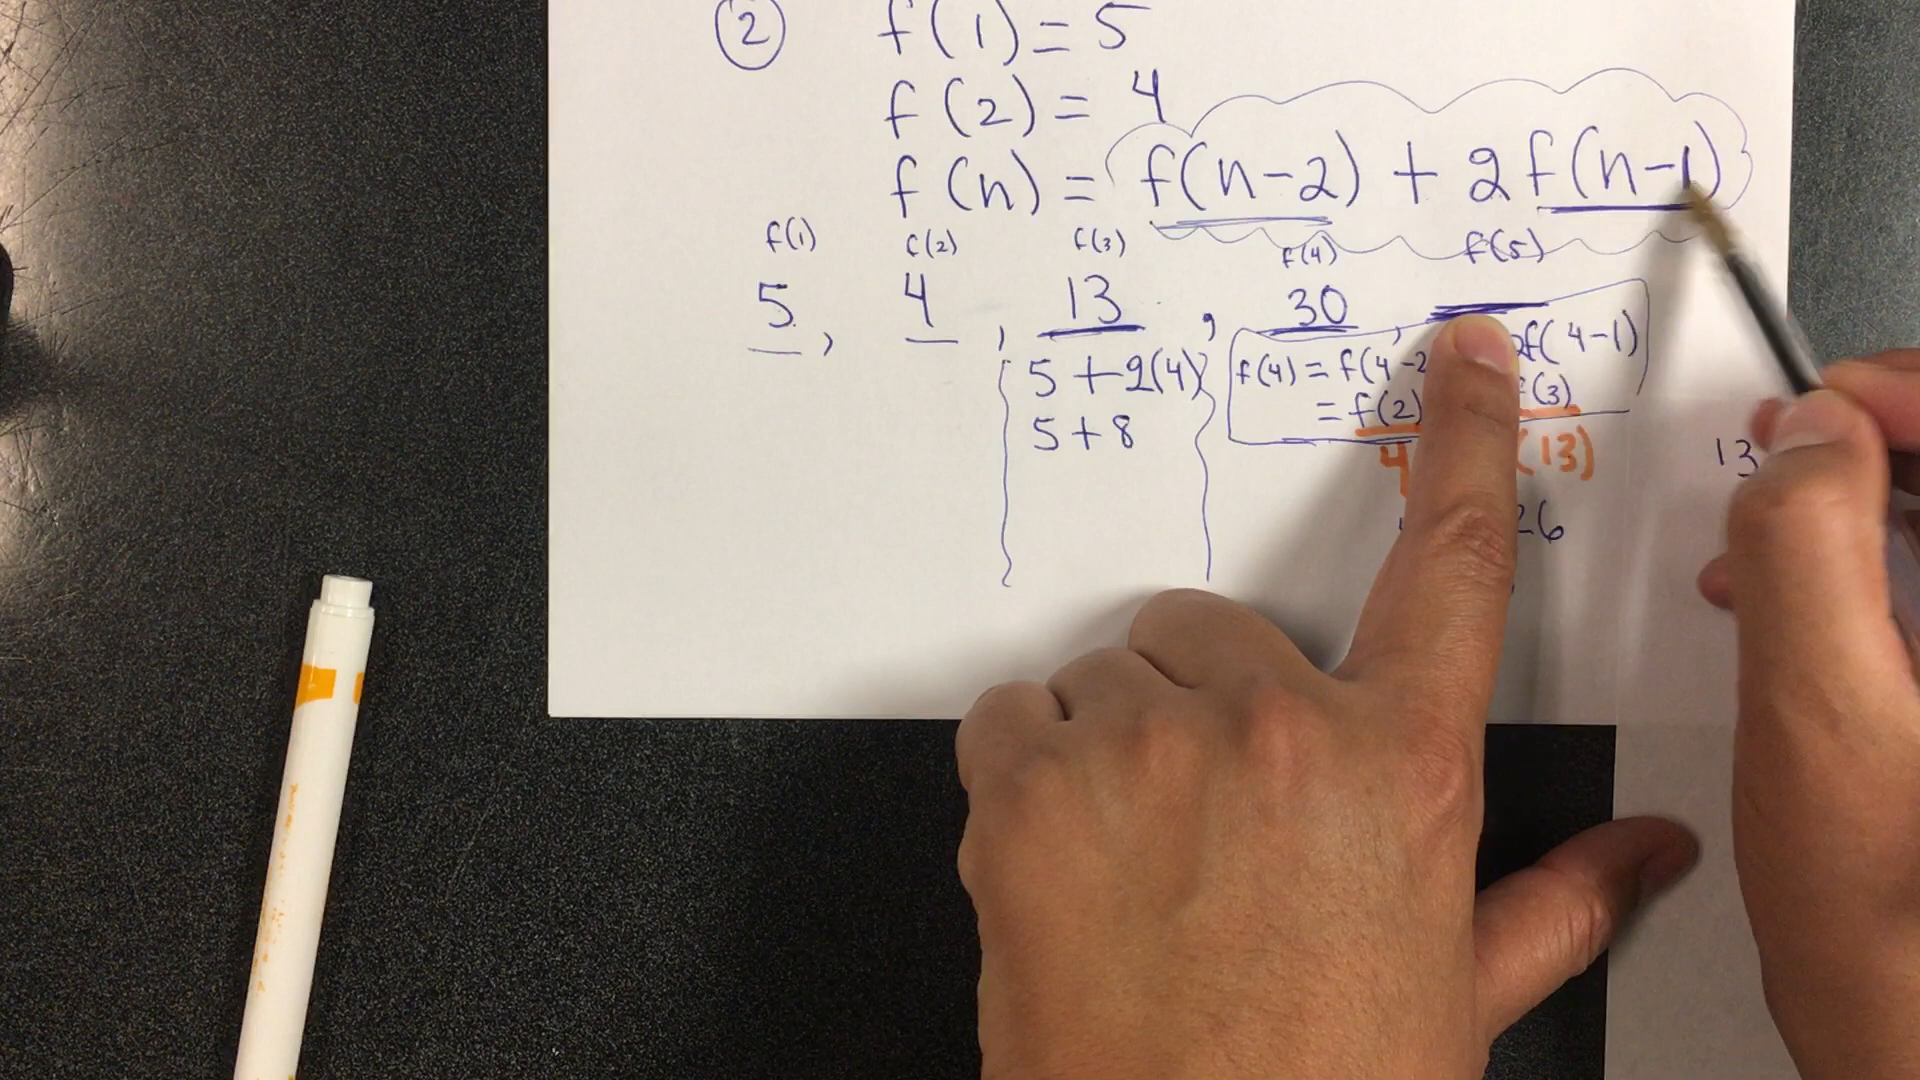 2 f(1) = 5
f(2) = 4
f(n) = f(n-2) + 2f(n-1)
f(1) f(2) f(3) f(4) f(5)
5, 4, 13, 30,
5+2(4)
5+8
f(4) = f(4-2 2f(4-1)
= f(2) f(3)
4 (13)
26
13